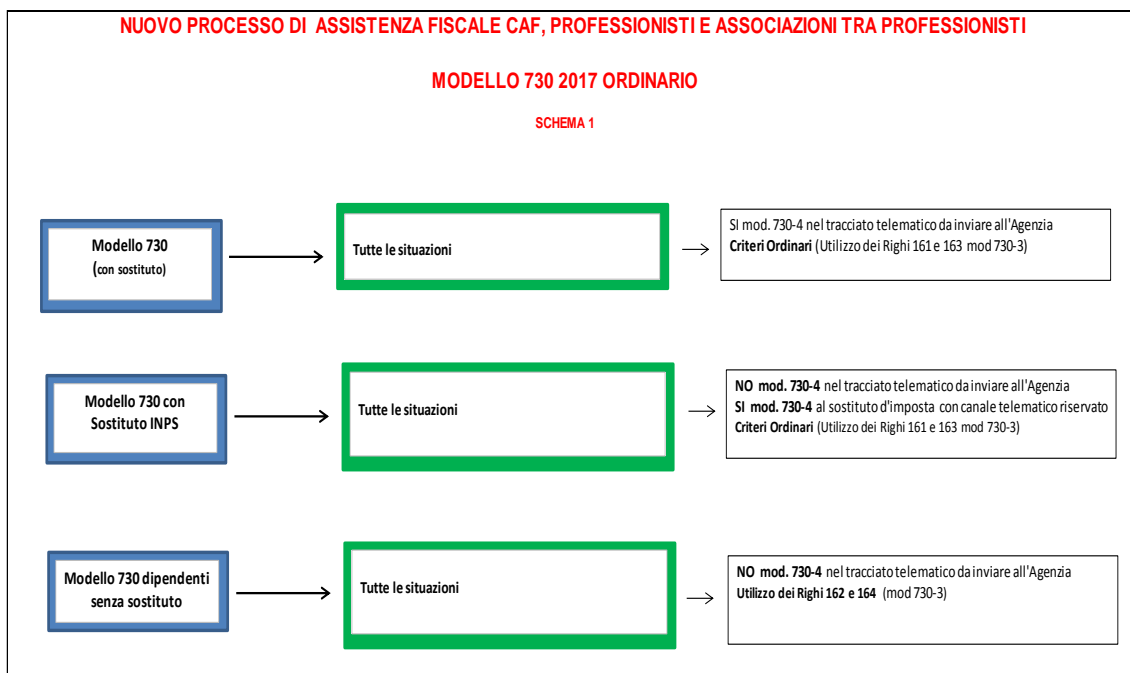 NUOVO PROCESSO DI ASSISTENZA FISCALE CAF, PROFESSIONISTI E ASSOCIAZIONI TRA PROFESSIONISTI
MODELLO 730 2017 ORDINARIO
SCHEMA 1
Modello 730
(con sostituto)
Tutte le situazioni
SI mod. 730-4 nel tracciato telematico da inviare all'Agenzia
Criteri Ordinari (Utilizzo dei Righi 161 e 163 mod 730-3)
Modello 730 con
Sostituto INPS
Tutte le situazioni
NO mod. 730-4 nel tracciato telematico da inviare all'Agenzia
SI mod. 730-4 al sostituto d'imposta con canale telematico riservato
Criteri Ordinari (Utilizzo dei Righi 161 e 163 mod 730-3)
Modello 730 dipendenti
senza sostituto
Tutte le situazioni
NO mod. 730-4 nel tracciato telematico da inviare all'Agenzia
Utilizzo dei Righi 162 e 164 (mod 730-3)